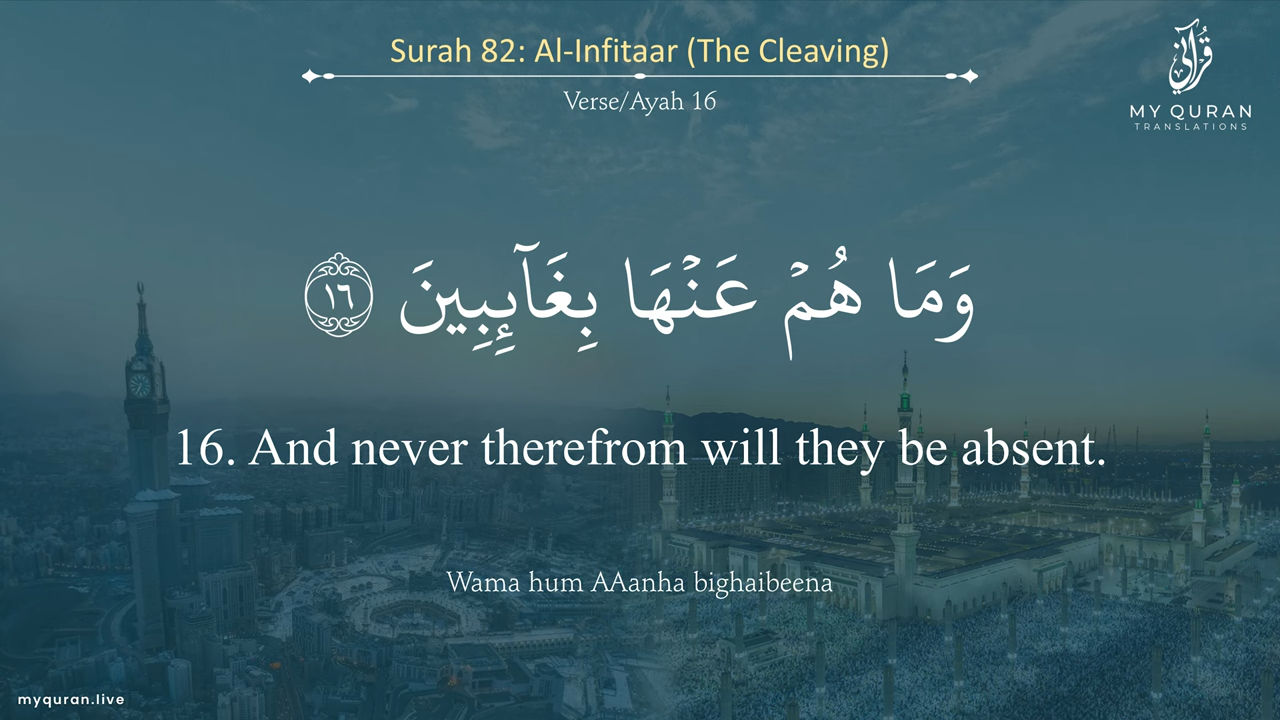 Surah 82: Al-Infitaar (The Cleaving)
Verse/Ayah 16
قرآني
MY QURAN
TRANSLATIONS
وَمَا هُمْ عَنْهَا بِغَآئِبِينَ ١٦
16. And never therefrom will they be absent.
Wama hum AAanha bighaibeena
myquran.live